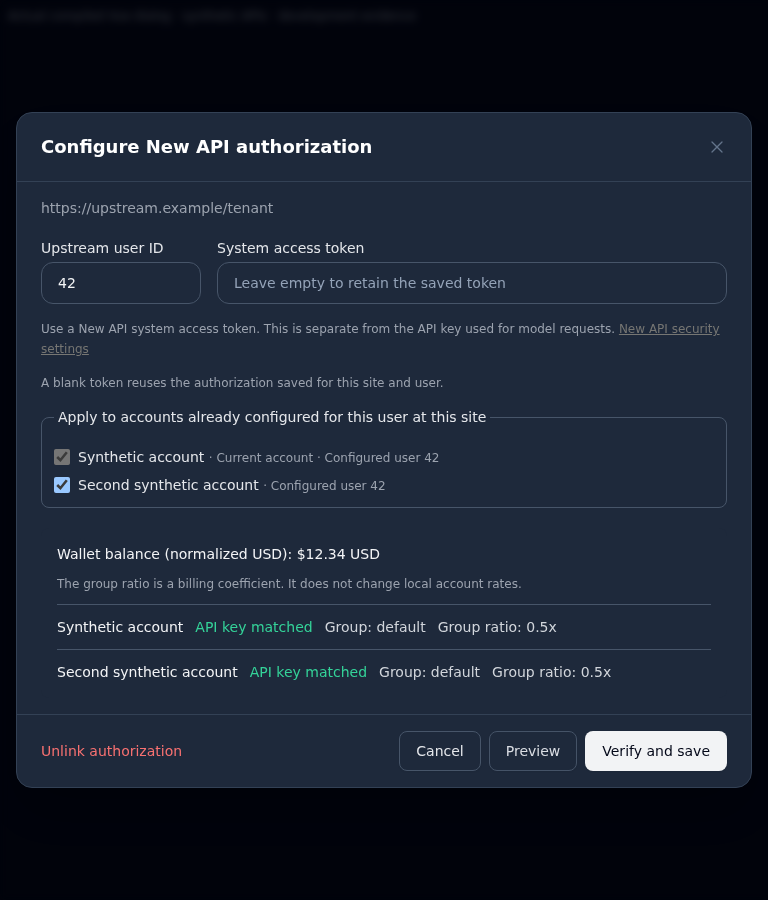 Configure New API authorization
https://upstream.example/tenant
Upstream user ID
System access token
42
Leave empty to retain the saved token
Use a New API system access token. This is separate from the API key used for model requests. New API security
settings
A blank token reuses the authorization saved for this site and user.
Apply to accounts already configured for this user at this site
Synthetic account · Current account · Configured user 42
Second synthetic account · Configured user 42
Wallet balance (normalized USD): $12.34 USD
The group ratio is a billing coefficient. It does not change local account rates.
Synthetic account API key matched Group: default Group ratio: 0.5x
Second synthetic account API key matched Group: default Group ratio: 0.5x
Unlink authorization
Cancel
Preview
Verify and save